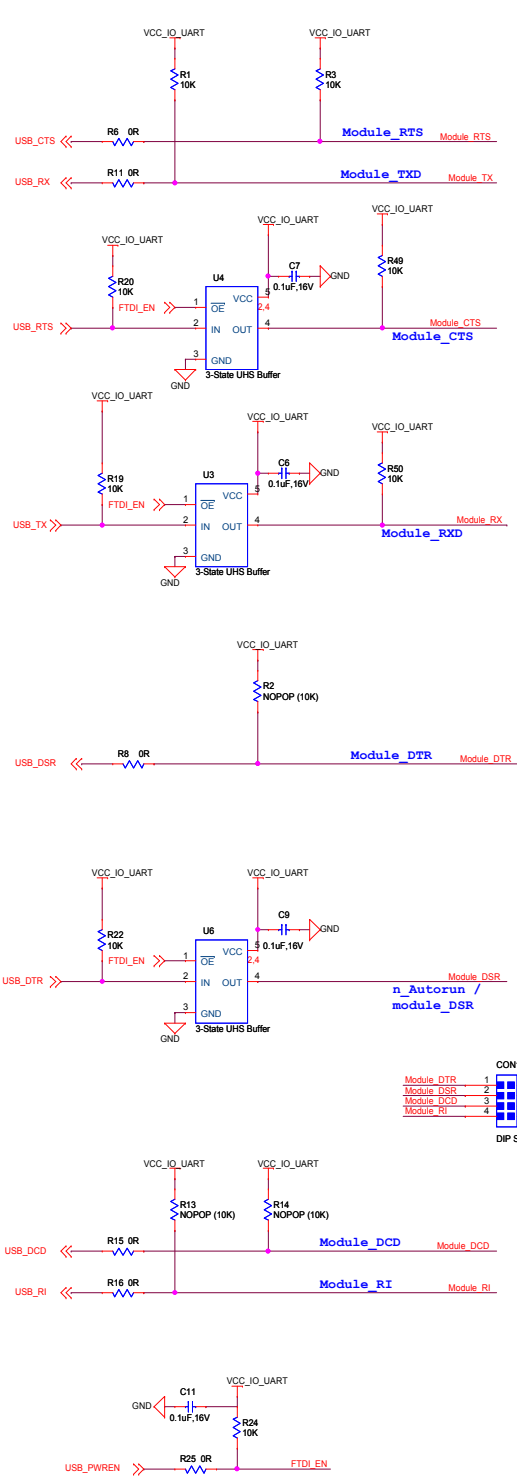 VCC_IO_UART VCC_IO_UART
R1
10K
R3
10K
USB_CTS R6 0R Module_RTS Module_RTS
USB_RX R11 0R Module_TXD Module_TX
VCC_IO_UART VCC_IO_UART VCC_IO_UART
R20
10K
U4
C7
0.1uF,16V
GND
R49
10K
FTDI_EN 1 OE VCC 5
2,4
USB_RTS 2 IN OUT 4 Module_CTS
Module_CTS
3 GND
GND
3-State UHS Buffer
VCC_IO_UART VCC_IO_UART VCC_IO_UART
R19
10K
U3
C6
0.1uF,16V
GND
R50
10K
FTDI_EN 1 OE VCC 5
USB_TX 2 IN OUT 4 Module_RX
Module_RXD
3 GND
GND
3-State UHS Buffer
VCC_IO_UART
R2
NOPOP (10K)
USB_DSR R8 0R Module_DTR Module_DTR
VCC_IO_UART VCC_IO_UART
R22
10K
U6
C9
0.1uF,16V
GND
FTDI_EN 1 OE VCC 5
2,4
USB_DTR 2 IN OUT 4 Module_DSR
n_Autorun /
module_DSR
3 GND
GND
3-State UHS Buffer
CON
Module_DTR 1
Module_DSR 2
Module_DCD 3
Module_RI 4
DIP S
VCC_IO_UART VCC_IO_UART
R13
NOPOP (10K)
R14
NOPOP (10K)
USB_DCD R15 0R Module_DCD Module_DCD
USB_RI R16 0R Module_RI Module_RI
VCC_IO_UART
GND C11
0.1uF,16V
R24
10K
USB_PWREN R25 0R FTDI_EN